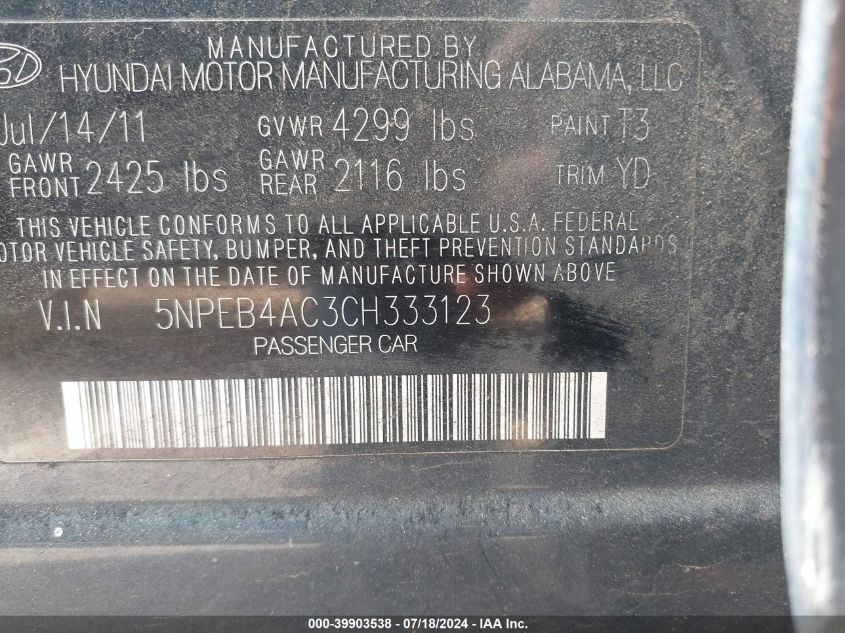 MANUFACTURED BY
HYUNDAI MOTOR MANUFACTURING ALABAMA, LLC
Jul/14/11 GVWR 4299 lbs PAINT T3
GAWR FRONT 2425 lbs GAWR REAR 2116 lbs TRIM YD
THIS VEHICLE CONFORMS TO ALL APPLICABLE U.S.A. FEDERAL
OTOR VEHICLE SAFETY, BUMPER, AND THEFT PREVENTION STANDARDS
IN EFFECT ON THE DATE OF MANUFACTURE SHOWN ABOVE
V.I.N 5NPEB4AC3CH333123
PASSENGER CAR
000-39903538 - 07/18/2024 - IAA Inc.